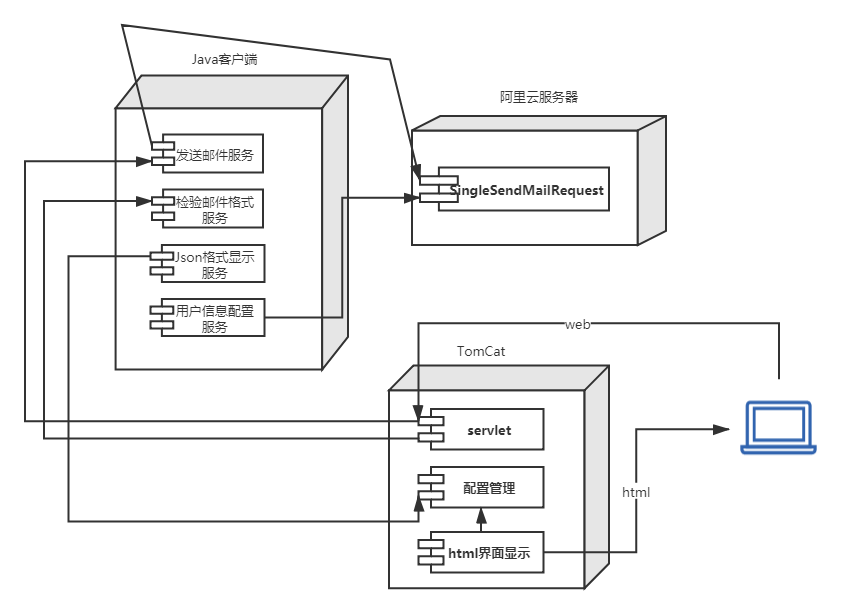 Java客户端
发送邮件服务
检验邮件格式
服务
Json格式显示
服务
用户信息配置
服务
阿里云服务器
SingleSendMailRequest
web
TomCat
servlet
配置管理
html界面显示
html